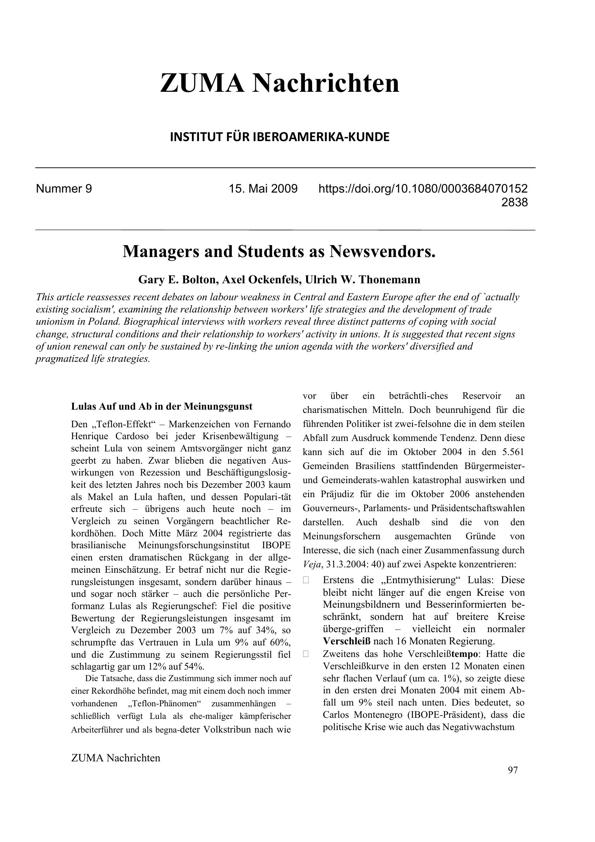 ZUMA Nachrichten
INSTITUT FÜR IBEROAMERIKA-KUNDE
Nummer 9 15. Mai 2009 https://doi.org/10.1080/0003684070152
2838
Managers and Students as Newsvendors.
Gary E. Bolton, Axel Ockenfels, Ulrich W. Thonemann
This article reassesses recent debates on labour weakness in Central and Eastern Europe after the end of `actually
existing socialism', examining the relationship between workers' life strategies and the development of trade
unionism in Poland. Biographical interviews with workers reveal three distinct patterns of coping with social
change, structural conditions and their relationship to workers' activity in unions. It is suggested that recent signs
of union renewal can only be sustained by re-linking the union agenda with the workers' diversified and
pragmatized life strategies.
Lulas Auf und Ab in der Meinungsgunst
Den „Teflon-Effekt“ – Markenzeichen von Fernando
Henrique Cardoso bei jeder Krisenbewältigung –
scheint Lula von seinem Amtsvorgänger nicht ganz
geerbt zu haben. Zwar blieben die negativen Aus-
wirkungen von Rezession und Beschäftigungslosig-
keit des letzten Jahres noch bis Dezember 2003 kaum
als Makel an Lula haften, und dessen Populari-tät
erfreute sich – übrigens auch heute noch – im
Vergleich zu seinen Vorgängern beachtlicher Re-
kordhöhen. Doch Mitte März 2004 registrierte das
brasilianische Meinungsforschungsinstitut IBOPE
einen ersten dramatischen Rückgang in der allge-
meinen Einschätzung. Er betraf nicht nur die Regie-
rungsleistungen insgesamt, sondern darüber hinaus –
und sogar noch stärker – auch die persönliche Per-
formanz Lulas als Regierungschef: Fiel die positive
Bewertung der Regierungsleistungen insgesamt im
Vergleich zu Dezember 2003 um 7% auf 34%, so
schrumpfte das Vertrauen in Lula um 9% auf 60%,
und die Zustimmung zu seinem Regierungsstil fiel
schlagartig gar um 12% auf 54%.
Die Tatsache, dass die Zustimmung sich immer noch auf
einer Rekordhöhe befindet, mag mit einem doch noch immer
vorhandenen „Teflon-Phänomen“ zusammenhängen –
schließlich verfügt Lula als ehe-maliger kämpferischer
Arbeiterführer und als begna-deter Volkstribun nach wie
vor über ein beträchtli-ches Reservoir an
charismatischen Mitteln. Doch beunruhigend für die
führenden Politiker ist zwei-felsohne die in dem steilen
Abfall zum Ausdruck kommende Tendenz. Denn diese
kann sich auf die im Oktober 2004 in den 5.561
Gemeinden Brasiliens stattfindenden Bürgermeister-
und Gemeinderats-wahlen katastrophal auswirken und
ein Präjudiz für die im Oktober 2006 anstehenden
Gouverneurs-, Parlaments- und Präsidentschaftswahlen
darstellen. Auch deshalb sind die von den
Meinungsforschern ausgemachten Gründe von
Interesse, die sich (nach einer Zusammenfassung durch
Veja, 31.3.2004: 40) auf zwei Aspekte konzentrieren:
Erstens die „Entmythisierung“ Lulas: Diese
bleibt nicht länger auf die engen Kreise von
Meinungsbildnern und Besserinformierten be-
schränkt, sondern hat auf breitere Kreise
überge-griffen – vielleicht ein normaler
Verschleiß nach 16 Monaten Regierung.
Zweitens das hohe Verschleißtempo: Hatte die
Verschleißkurve in den ersten 12 Monaten einen
sehr flachen Verlauf (um ca. 1%), so zeigte diese
in den ersten drei Monaten 2004 mit einem Ab-
fall um 9% steil nach unten. Dies bedeutet, so
Carlos Montenegro (IBOPE-Präsident), dass die
politische Krise wie auch das Negativwachstum
ZUMA Nachrichten
97